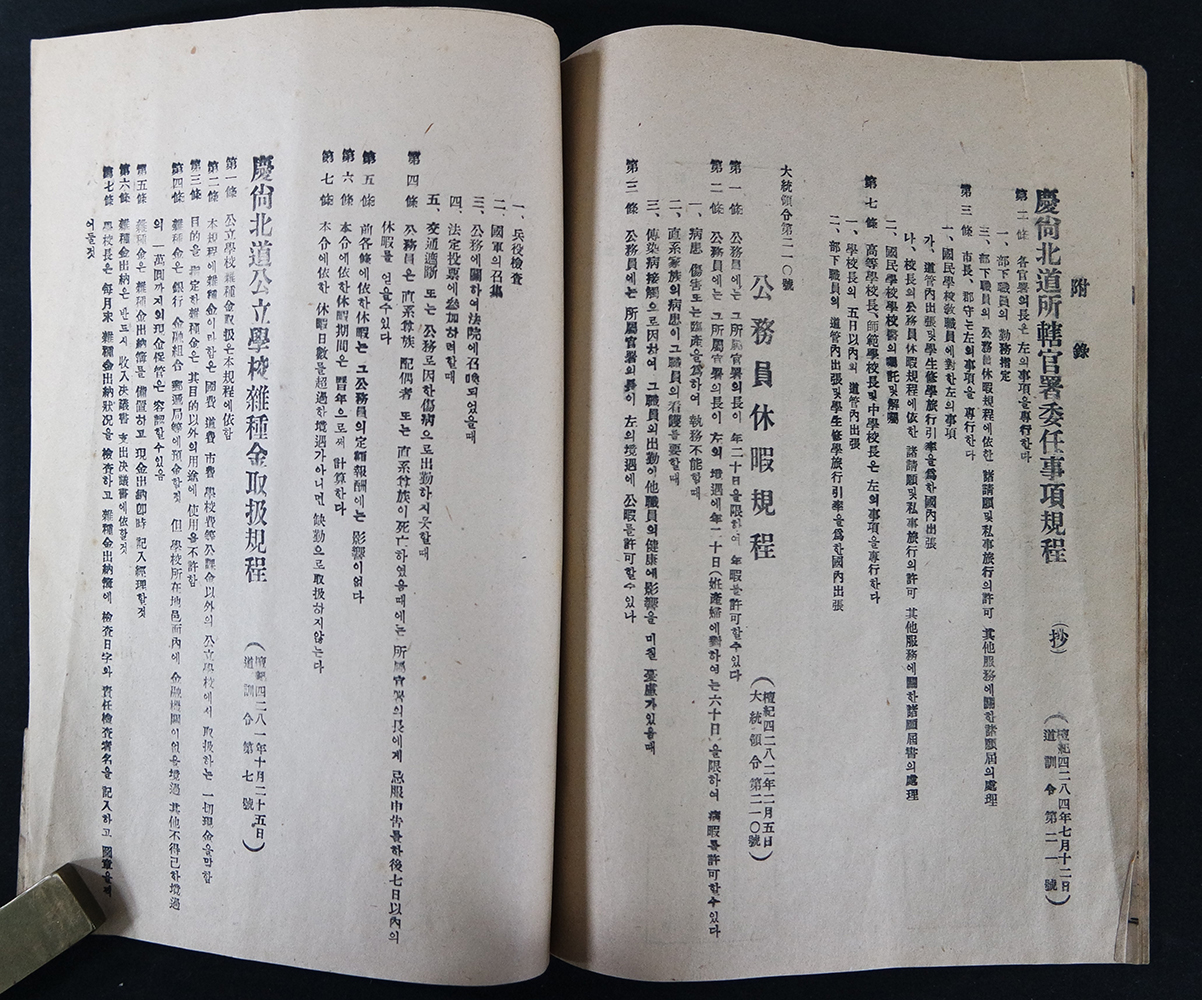 附錄
慶尙北道所轄官署委任事項規程 (抄) (檀紀四二八四年七月十二日 道訓令第二一號)
第二條 各官署의長은 左의事項을專行한다
一、部下職員의 勤務指定
三、部下職員의 公務員休暇規程에依한 諸請願및私事旅行의許可 其他服務에關한諸願届의處理
第三條 市長、郡守는左의事項을 專行한다
一、國民學校敎職員에對한左의事項
가、道管內出張및學生修學旅行引率을爲한國內出張
나、校長의公務員休暇規程에依한 諸請願및私事旅行의許可 其他服務에關한諸願届書의處理
二、國民學校學校醫의囑託및解囑
第七條 高等學校長、師範學校長및中學校長은 左의事項을專行한다
一、學校長의 五日以內의 道管內出張
二、部下職員의 道管內出張및學生修學旅行引率을爲한國內出張
公務員休暇規程 (檀紀四二八二年二月五日 大統領令第二一〇號)
大統領令第二一〇號
第一條 公務員에는 그所屬官署의長이 年二十日을限하여 年暇를許可할수있다
第二條 公務員에는 그所屬官署의長이 左의 境遇에年二十日(姙產婦에對하여는六十日)을限하여 病暇를許可할수있다
一、病患 傷害또는臨產을爲하여 執務不能할때
二、直系家族의病患이그職員의看護를要할때
三、傳染病接觸으로因하여 그職員의出勤이他職員의健康에影響을 미칠 憂慮가있을때
第三條 公務員에는 所屬官署의長이 左의境遇에 公暇를許可할수있다
一、兵役檢查
二、國軍의召集
三、公務에關하여法院에召喚되었을때
四、法定投票에參加하려할때
五、交通遮斷 또는 公務로因한傷病으로出勤하지못할때
第四條 公務員은 直系尊族 配偶者 또는 直系尊族이死亡하였을때에는 所屬官署의長에게 忌服申告를하後七日以內의
休暇를 얻을수있다
第五條 前各條에依한休暇는 그公務員의定額報酬에는 影響이없다
第六條 本令에依한休暇期間은 曆年으로써 計算한다
第七條 本令에依한 休暇日數를超過한境遇가아니면 缺勤으로取扱하지않는다
慶尙北道公立學校雜種金取扱規程 (檀紀四二八一年十月二十五日 道訓令第七號)
第一條 公立學校雜種金取扱은本規程에依함
第二條 本規程에雜種金이라함은 國費 道費 市費 學校費等公課金以外의 公立學校에서 取扱하는 一切現金을말함
第三條 目的을 指定한雜種金은 其目的以外의用途에 使用을不許함
第四條 雜種金은 銀行 金融組合 郵遞局等에預金할것 但 學校所在地邑面內에 金融機關이없을境遇 其他不得已한境遇
의 一萬圓까지의現金保管은 容認할수있음
第五條 雜種金은 雜種金出納簿를 備置하고現金出納卽時 記入經理할것
第六條 雜種金出納은 반드시 收入決議書 支出決議書에依할것
第七條 學校長은 每月末 雜種金出納狀況을 檢査하고 雜種金出納簿에 檢査日字와 責任檢査署名을 記入하고 圖章을찍
어둘것